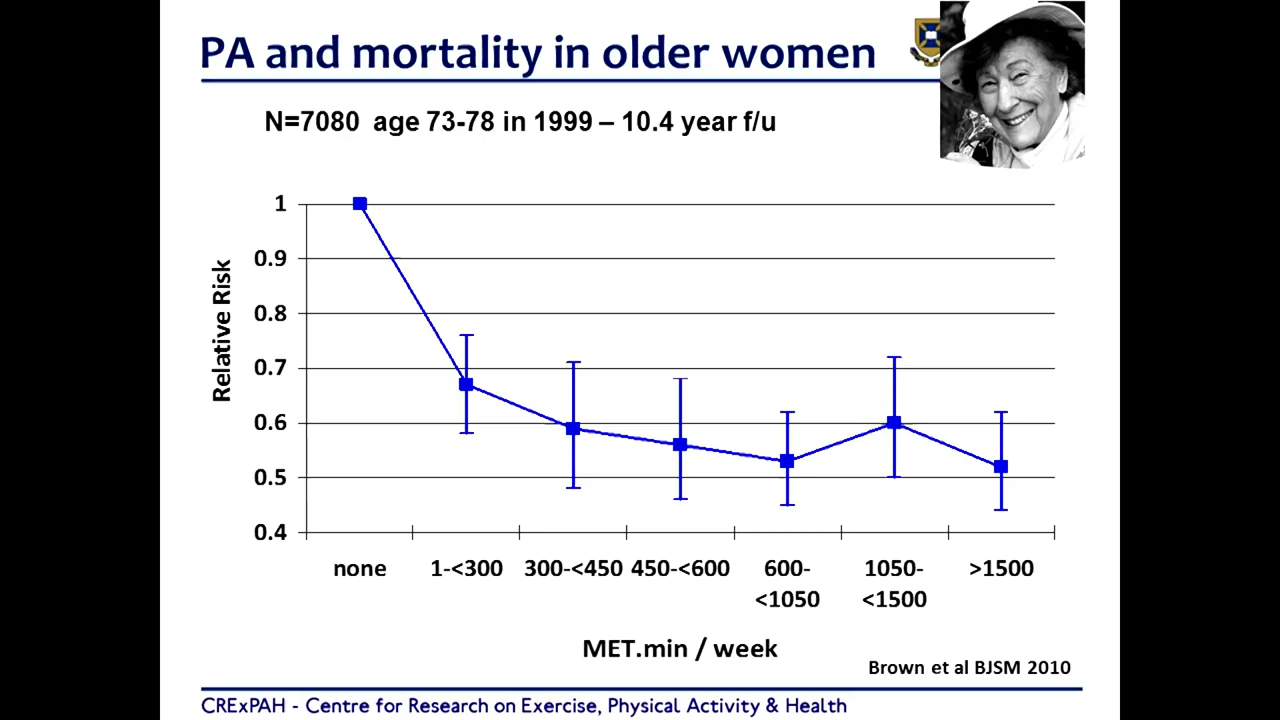 PA and mortality in older women
N=7080 age 73-78 in 1999 – 10.4 year f/u
1
0.9
0.8
0.7
0.6
0.5
0.4
Relative Risk
none 1-<300 300-<450 450-<600 600- 1050- >1500
<1050 <1500
MET.min / week
Brown et al BJSM 2010
CRExPAH - Centre for Research on Exercise, Physical Activity & Health